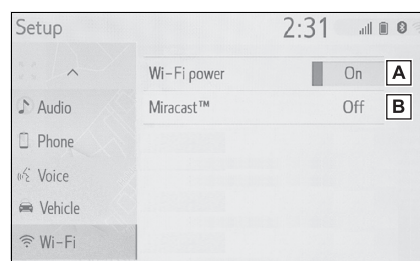 Setup 2:31
Wi-Fi power On A
Miracast™ Off B
Audio
Phone
Voice
Vehicle
Wi-Fi